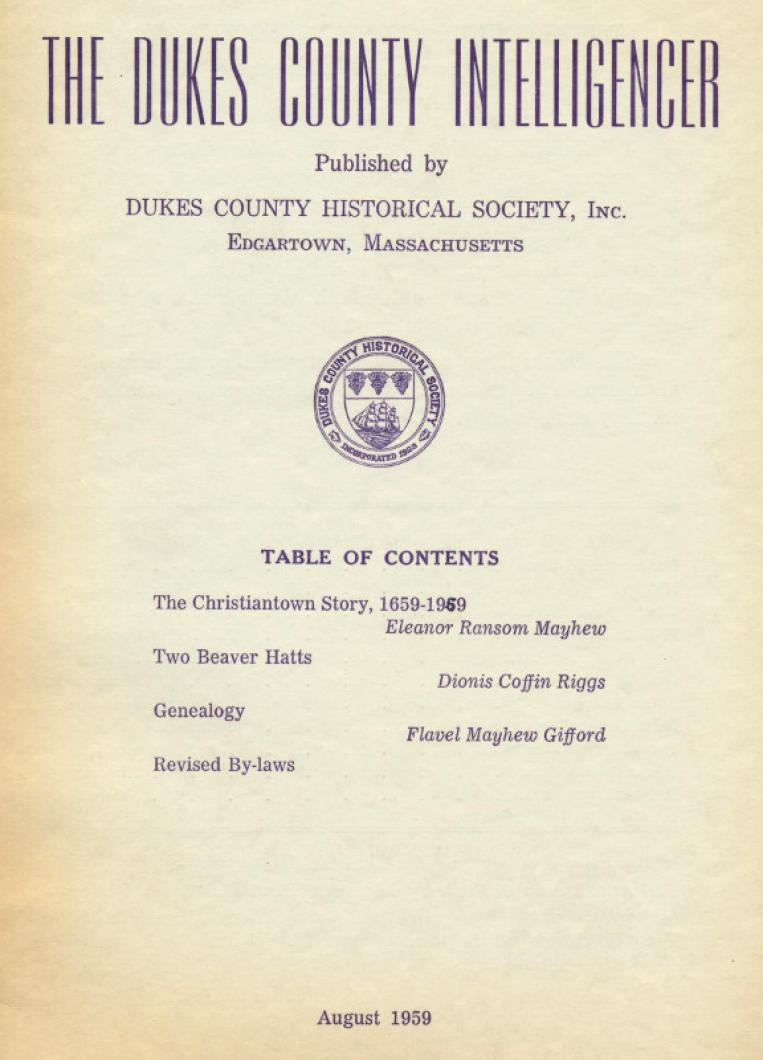 THE DUKES COUNTY INTELLIGENCER
Published by
DUKES COUNTY HISTORICAL SOCIETY, INC.
EDGARTOWN, MASSACHUSETTS
DUKES COUNTY HISTORICAL SOCIETY
INCORPORATED 1923
TABLE OF CONTENTS
The Christiantown Story, 1659-1959
Eleanor Ransom Mayhew
Two Beaver Hatts
Dionis Coffin Riggs
Genealogy
Flavel Mayhew Gifford
Revised By-laws
August 1959